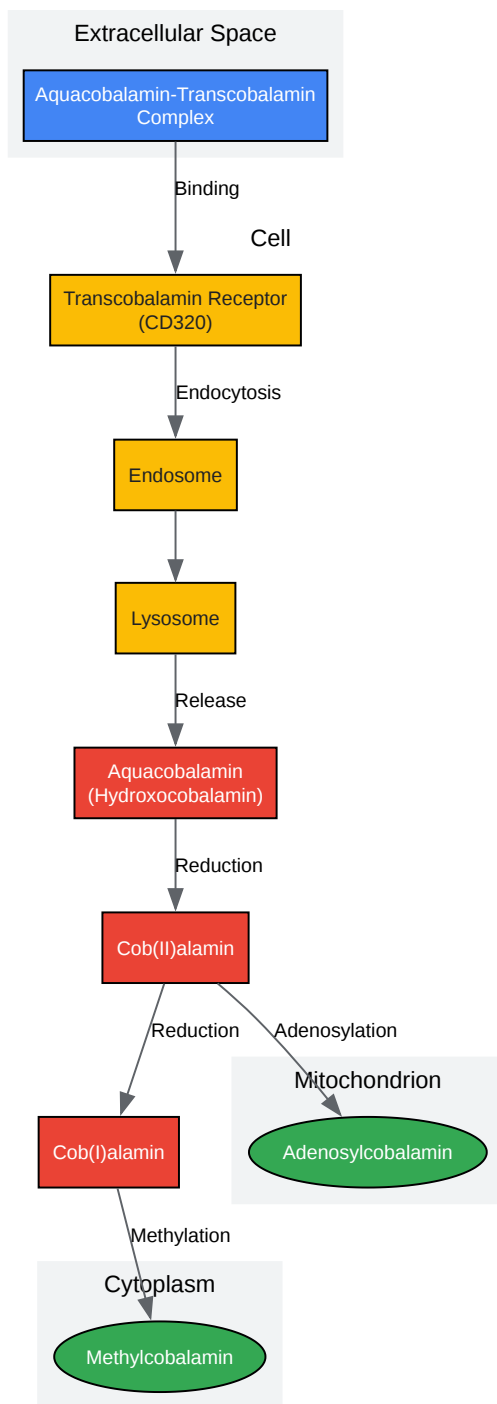 Extracellular Space
Aquacobalamin-Transcobalamin
Complex
Binding
Cell
Transcobalamin Receptor
(CD320)
Endocytosis
Endosome
Lysosome
Release
Aquacobalamin
(Hydroxocobalamin)
Reduction
Cob(II)alamin
Reduction
Adenosylation
Mitochondrion
Cob(I)alamin
Adenosylcobalamin
Methylation
Cytoplasm
Methylcobalamin